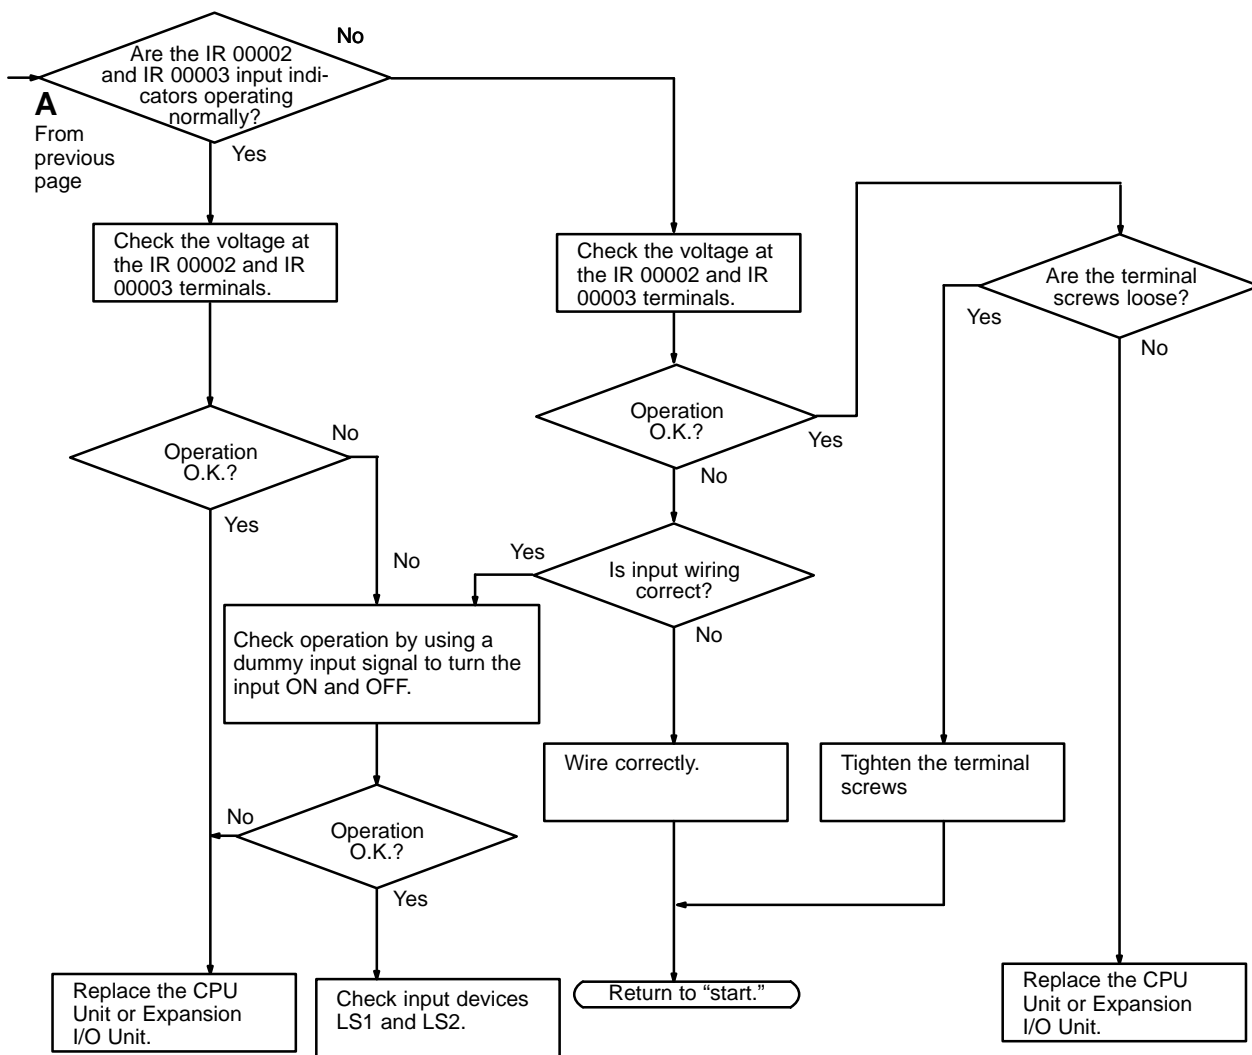 No
Are the IR 00002
and IR 00003 input indi-
cators operating
normally?
A
From
previous
page
Yes
Check the voltage at
the IR 00002 and IR
00003 terminals.
Check the voltage at
the IR 00002 and IR
00003 terminals.
Are the terminal
screws loose?
Yes
No
Operation
O.K.?
No
Yes
Operation
O.K.?
Yes
No
No
Yes
Is input wiring
correct?
No
Check operation by using a
dummy input signal to turn the
input ON and OFF.
Wire correctly.
Tighten the terminal
screws
No
Operation
O.K.?
Yes
Replace the CPU
Unit or Expansion
I/O Unit.
Check input devices
LS1 and LS2.
Return to “start.”
Replace the CPU
Unit or Expansion
I/O Unit.